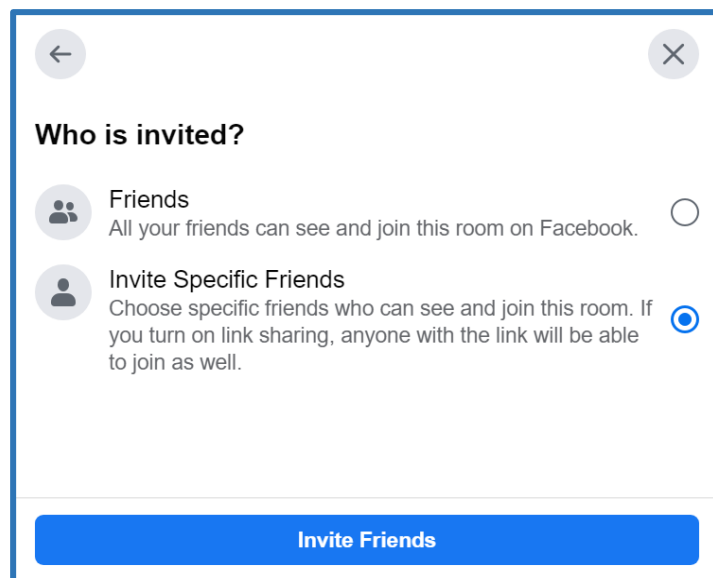 Who is invited?
Friends
All your friends can see and join this room on Facebook.
Invite Specific Friends
Choose specific friends who can see and join this room. If
you turn on link sharing, anyone with the link will be able
to join as well.
Invite Friends